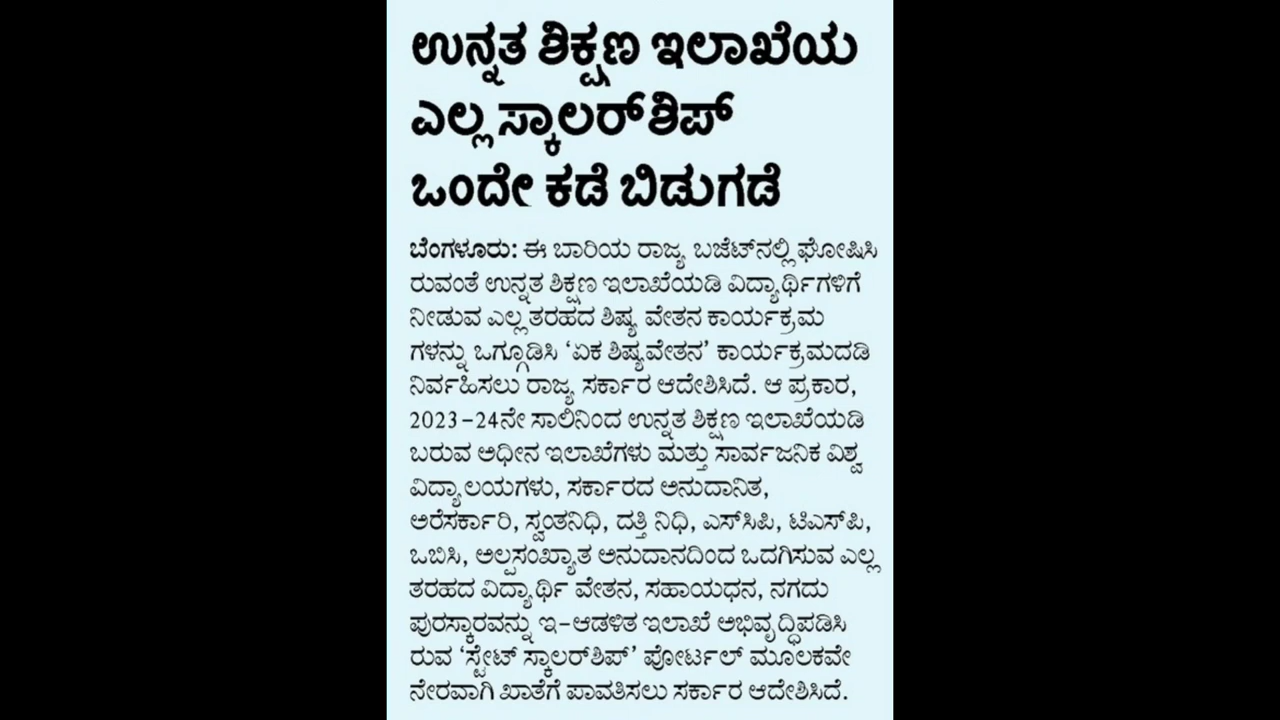 ಉನ್ನತ ಶಿಕ್ಷಣ ಇಲಾಖೆಯ
ಎಲ್ಲ ಸ್ಕಾಲರ್‌ಶಿಪ್
ಒಂದೇ ಕಡೆ ಬಿಡುಗಡೆ
ಬೆಂಗಳೂರು: ಈ ಬಾರಿಯ ರಾಜ್ಯ ಬಜೆಟ್‌ನಲ್ಲಿ ಘೋಷಿಸಿ
ರುವಂತೆ ಉನ್ನತ ಶಿಕ್ಷಣ ಇಲಾಖೆಯಡಿ ವಿದ್ಯಾರ್ಥಿಗಳಿಗೆ
ನೀಡುವ ಎಲ್ಲ ತರಹದ ಶಿಷ್ಯ ವೇತನ ಕಾರ್ಯಕ್ರಮ
ಗಳನ್ನು ಒಗ್ಗೂಡಿಸಿ ‘ಏಕ ಶಿಷ್ಯವೇತನ’ ಕಾರ್ಯಕ್ರಮದಡಿ
ನಿರ್ವಹಿಸಲು ರಾಜ್ಯ ಸರ್ಕಾರ ಆದೇಶಿಸಿದೆ. ಆ ಪ್ರಕಾರ,
2023-24ನೇ ಸಾಲಿನಿಂದ ಉನ್ನತ ಶಿಕ್ಷಣ ಇಲಾಖೆಯಡಿ
ಬರುವ ಅಧೀನ ಇಲಾಖೆಗಳು ಮತ್ತು ಸಾರ್ವಜನಿಕ ವಿಶ್ವ
ವಿದ್ಯಾಲಯಗಳು, ಸರ್ಕಾರದ ಅನುದಾನಿತ,
ಅರೆಸರ್ಕಾರಿ, ಸ್ವಂತನಿಧಿ, ದತ್ತಿ ನಿಧಿ, ಎಸ್‌ಸಿಪಿ, ಟಿಎಸ್‌ಪಿ,
ಒಬಿಸಿ, ಅಲ್ಪಸಂಖ್ಯಾತ ಅನುದಾನದಿಂದ ಒದಗಿಸುವ ಎಲ್ಲ
ತರಹದ ವಿದ್ಯಾರ್ಥಿ ವೇತನ, ಸಹಾಯಧನ, ನಗದು
ಪುರಸ್ಕಾರವನ್ನು ಇ-ಆಡಳಿತ ಇಲಾಖೆ ಅಭಿವೃದ್ಧಿಪಡಿಸಿ
ರುವ ‘ಸ್ಟೇಟ್ ಸ್ಕಾಲರ್‌ಶಿಪ್’ ಪೋರ್ಟಲ್ ಮೂಲಕವೇ
ನೇರವಾಗಿ ಖಾತೆಗೆ ಪಾವತಿಸಲು ಸರ್ಕಾರ ಆದೇಶಿಸಿದೆ.